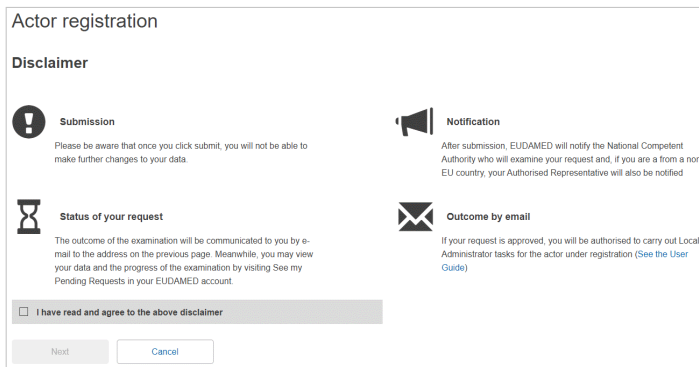 Actor registration
Disclaimer
Submission
Please be aware that once you click submit, you will not be able to
make further changes to your data.
Notification
After submission, EUDAMED will notify the National Competent
Authority who will examine your request and, if you are a from a non
EU country, your Authorised Representative will also be notified
Status of your request
The outcome of the examination will be communicated to you by e-
mail to the address on the previous page. Meanwhile, you may view
your data and the progress of the examination by visiting See my
Pending Requests in your EUDAMED account.
Outcome by email
If your request is approved, you will be authorised to carry out Local
Administrator tasks for the actor under registration (See the User
Guide)
I have read and agree to the above disclaimer
Next
Cancel